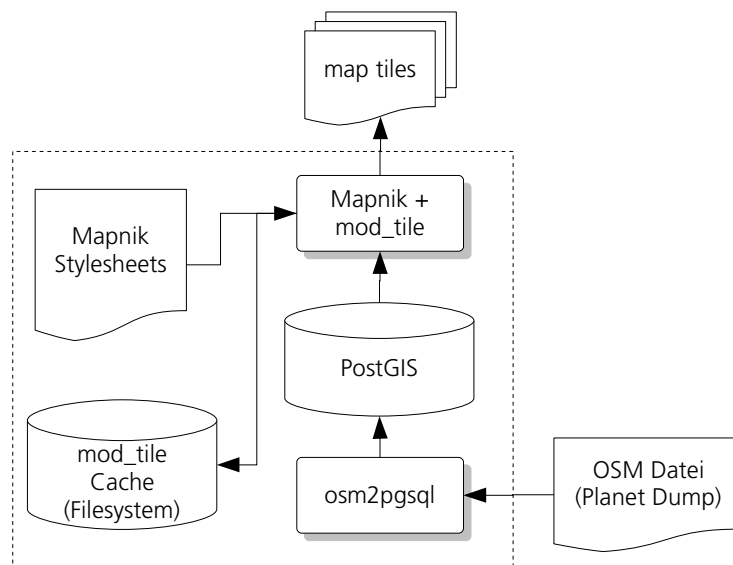 map tiles
Mapnik +
mod_tile
Mapnik
Stylesheets
PostGIS
mod_tile
Cache
(Filesystem)
osm2pgsql
OSM Datei
(Planet Dump)